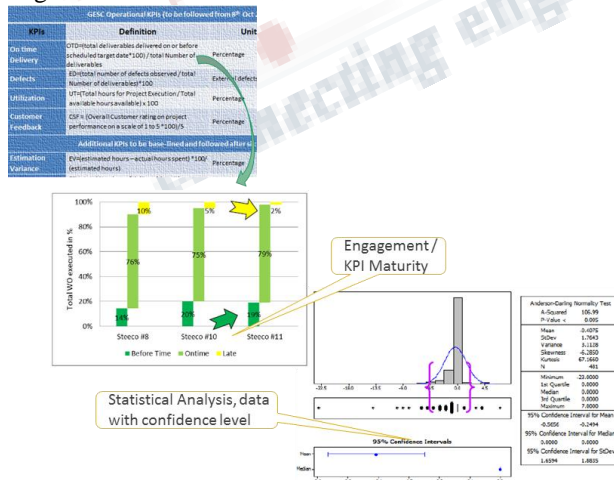 GESC Operational KPIs (to be followed from 8th Oct
KPIs Definition Unit
On time Delivery
OTD=(total deliverables delivered on or before
scheduled target date*100) / total Number of
deliverables
Percentage
Defects
ED=(total number of defects observed / total
Number of deliverables)*100
External defects
Utilization
UT=(Total hours for Project Execution / Total
available hours available) x 100
Percentage
Customer Feedback
CSF = (Overall Customer rating on project
performance on a scale of 1 to 5 *100)/5
Percentage
Additional KPIs to be base-lined and followed after
Estimation Variance
EV=(estimated hours – actual hours spent) *100/
(estimated hours)
Percentage
necting eng
Total WO executed in %
100%
80%
60%
40%
20%
0%
10% 5% 2%
76% 75% 79%
14% 20% 19%
Steeco #8 Steeco #10 Steeco #11
Before Time Ontime Late
Engagement /
KPI Maturity
Statistical Analysis, data
with confidence level
95% Confidence Intervals
Mean
Median
Anderson-Darling Normality Test
A-Squared 106.99
P-Value < 0.005
Mean -0.4075
StDev 1.7643
Variance 3.1128
Skewness -6.2850
Kurtosis 67.1660
N 481
Minimum -23.0000
1st Quartile 0.0000
Median 0.0000
3rd Quartile 0.0000
Maximum 7.0000
95% Confidence Interval for Mean
-0.5656 -0.2494
95% Confidence Interval for Median
0.0000 0.0000
95% Confidence Interval for StDev
1.6594 1.8835